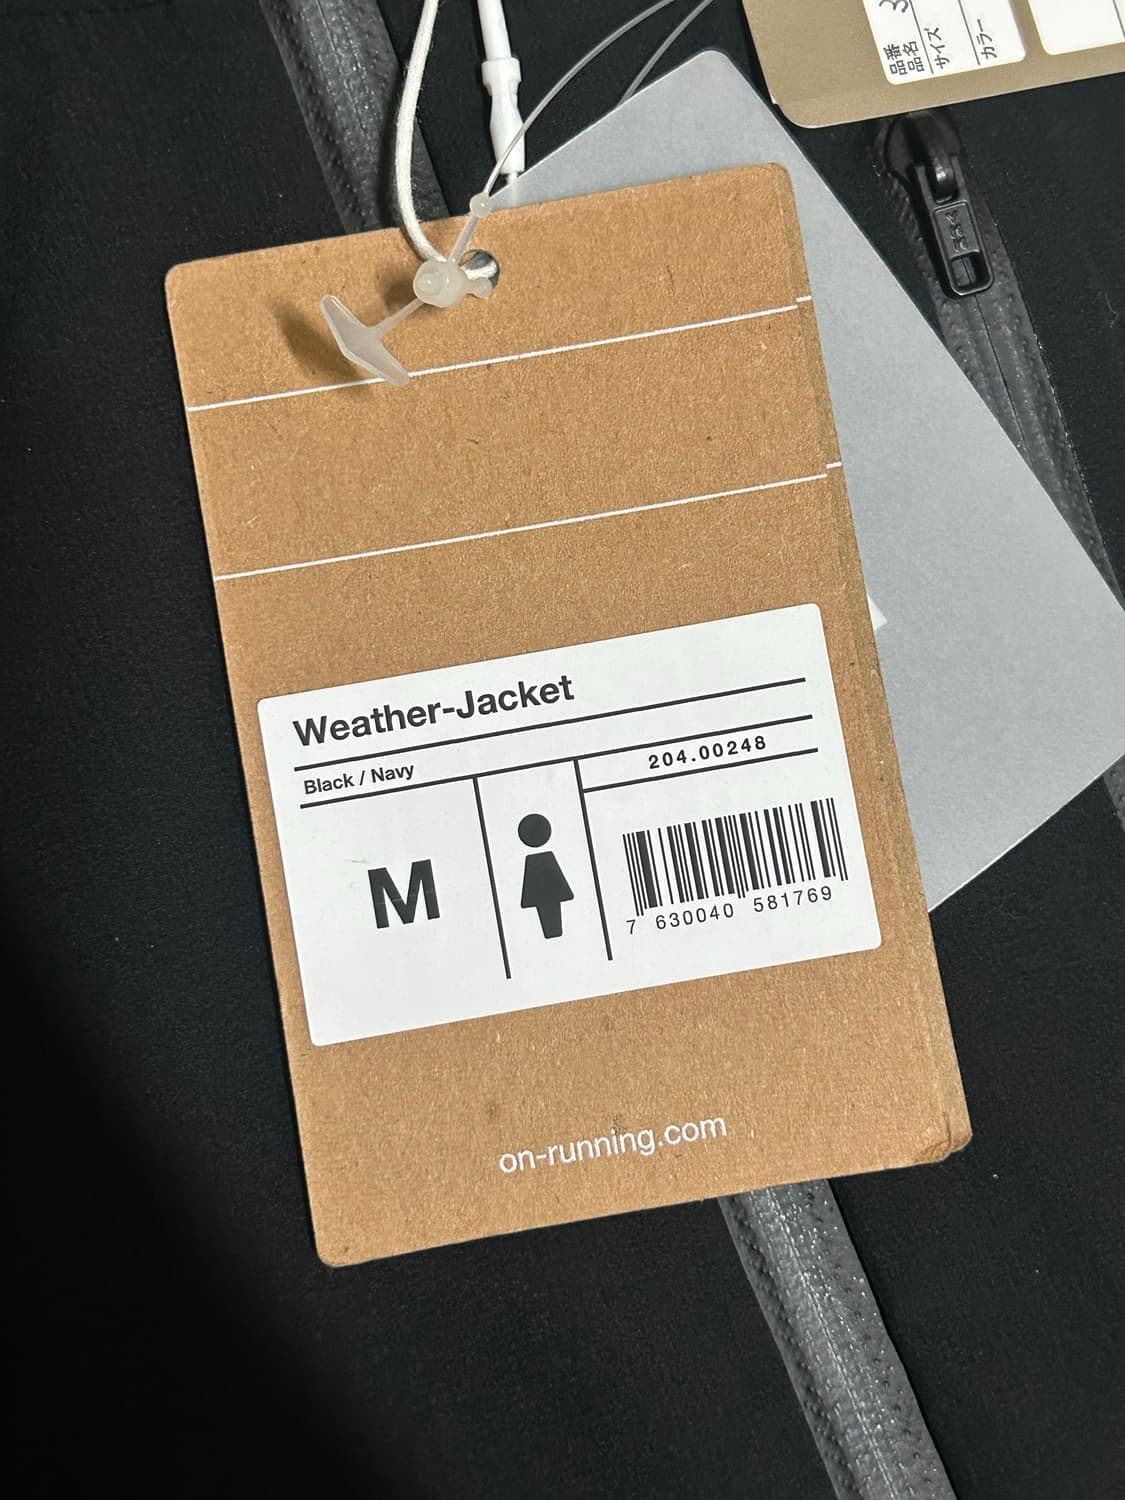 品番
品名
サイズ
カラー
YKK
Weather-Jacket
Black / Navy
204.00248
M
7 630040 581769
on-running.com